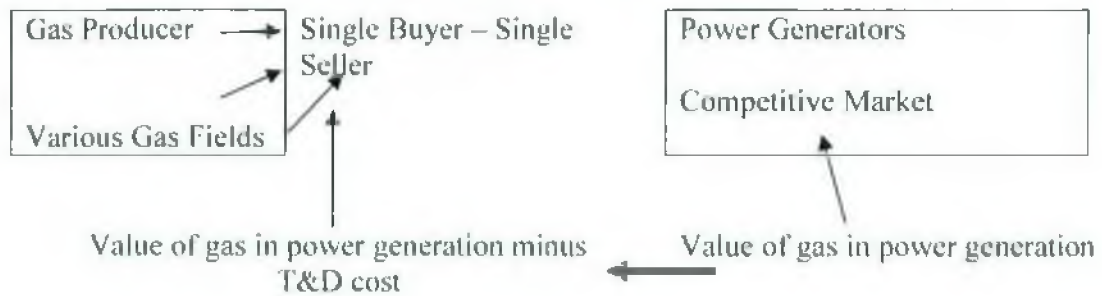 Gas Producer
Single Buyer – Single
Seller
Various Gas Fields
Power Generators
Competitive Market
Value of gas in power generation minus
T&D cost
Value of gas in power generation